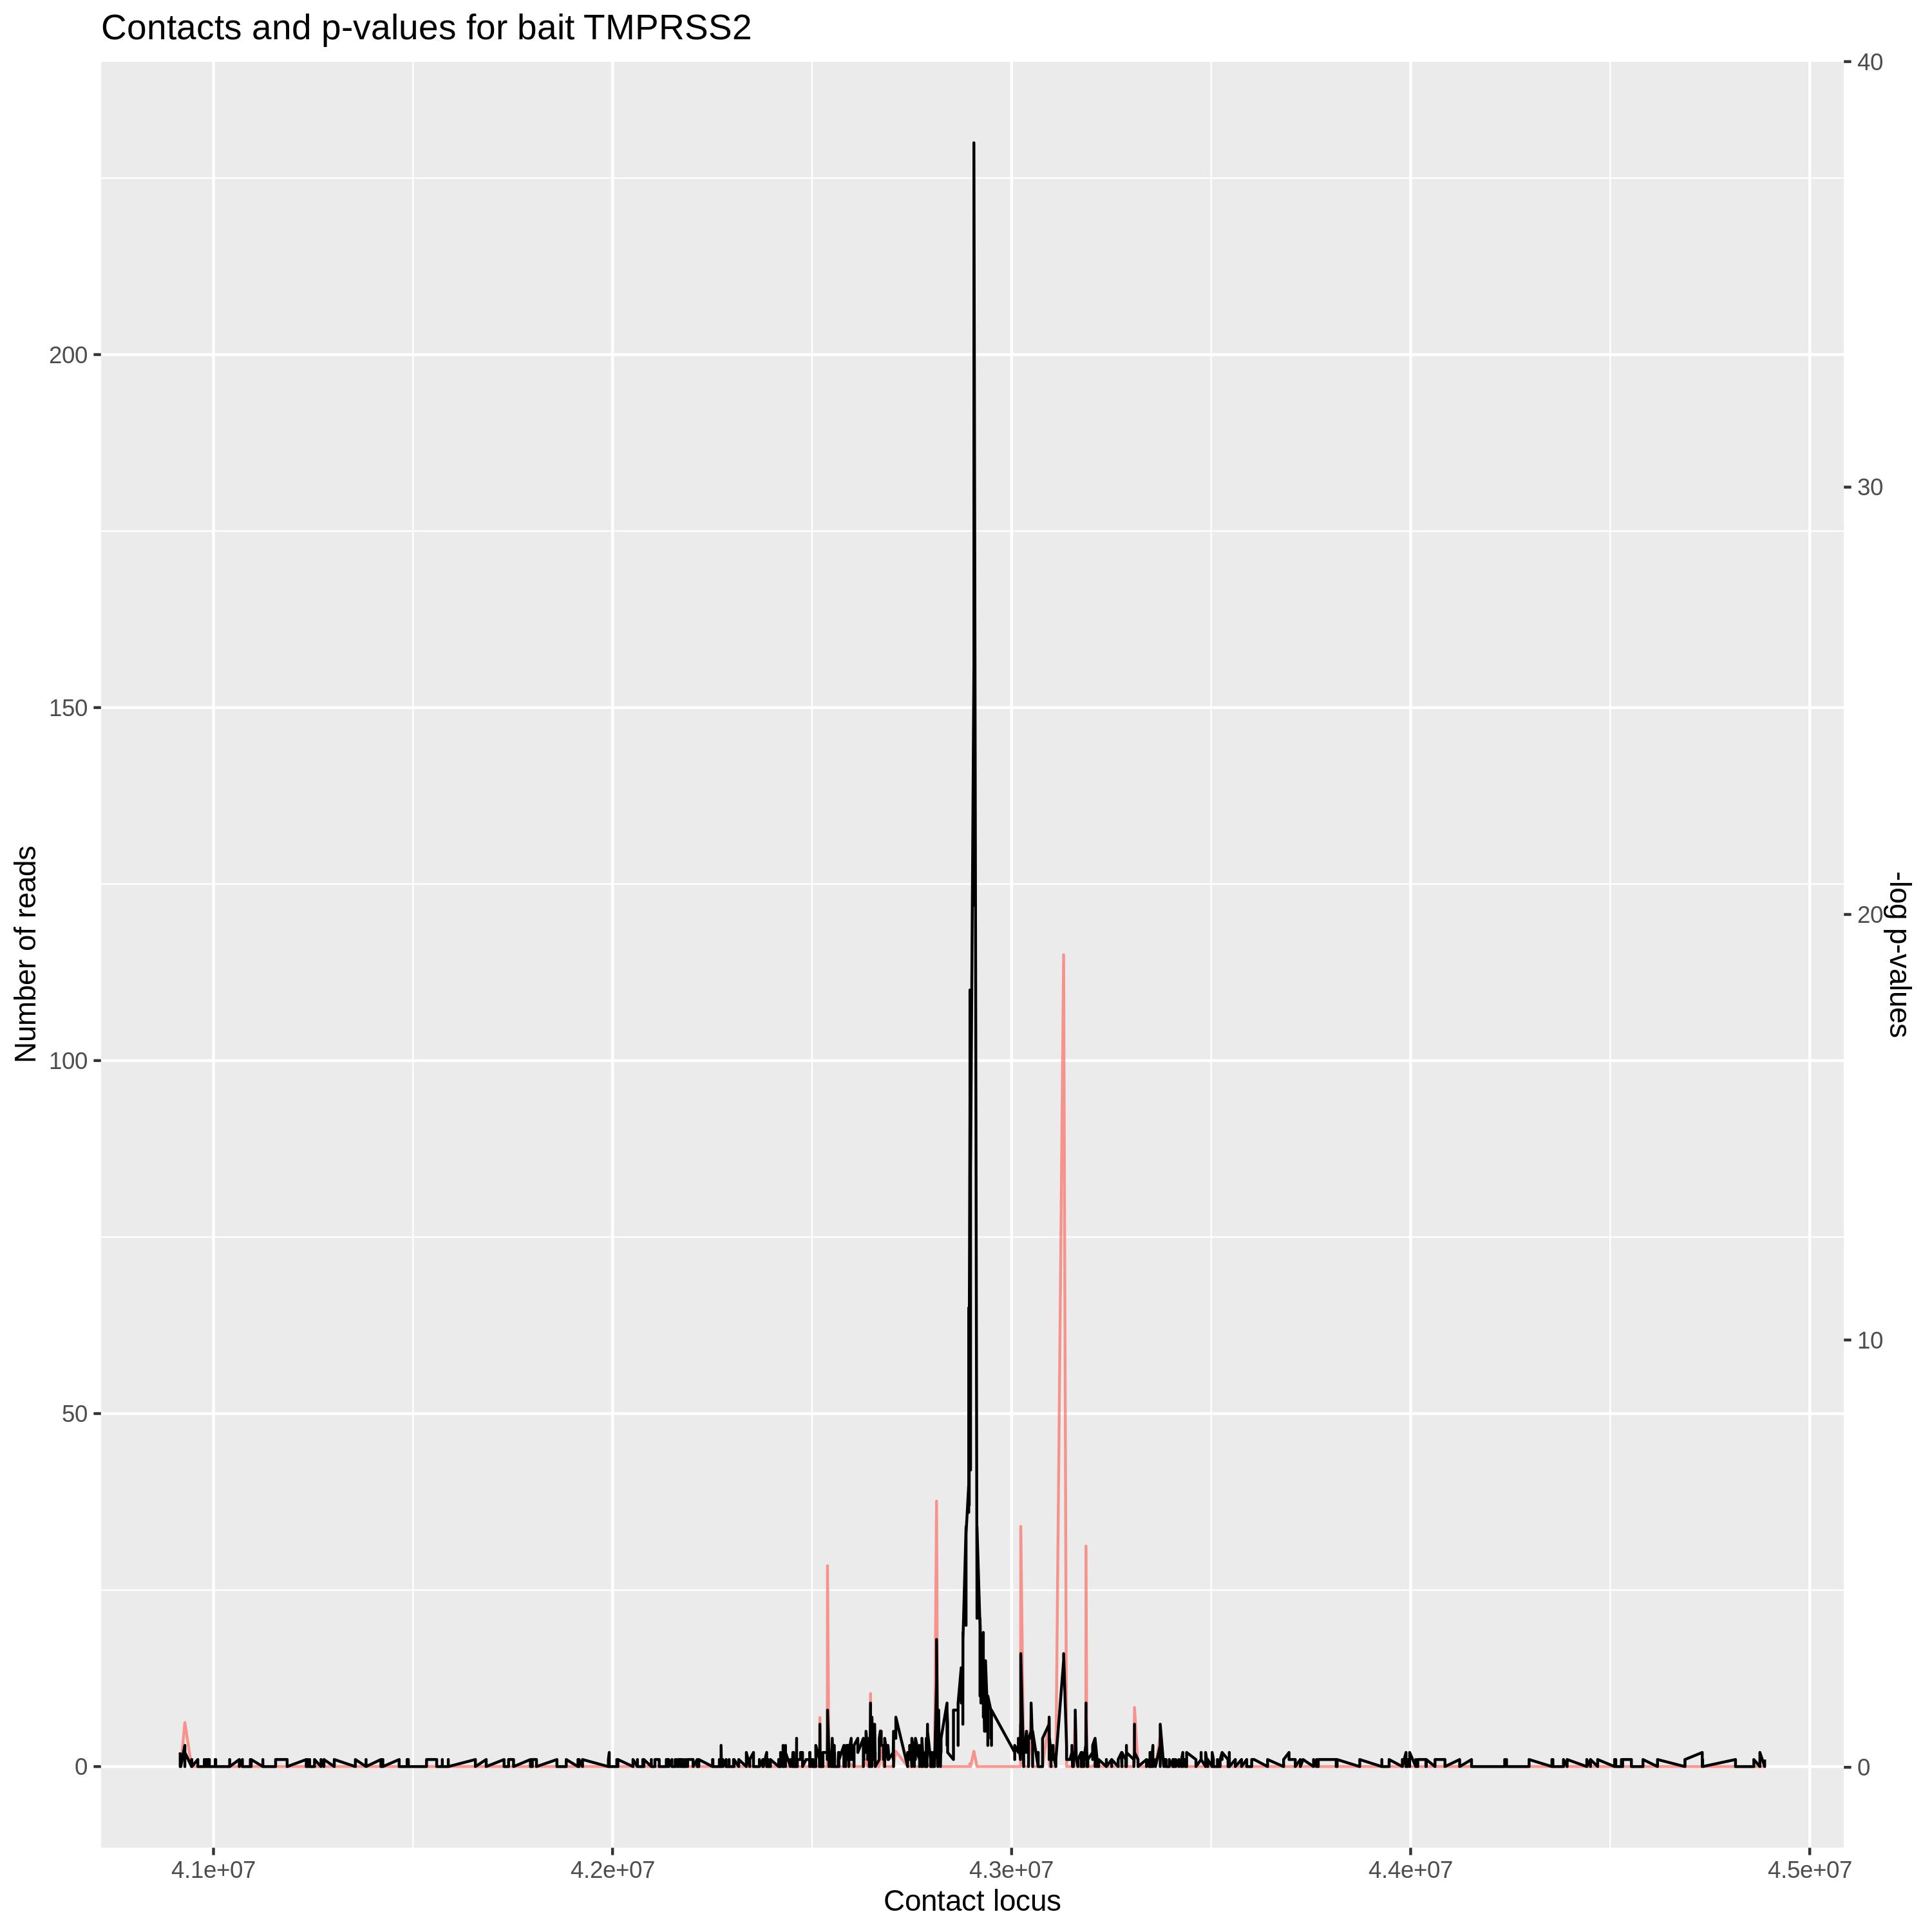 Contacts and p-values for bait TMPRSS2
Number of reads
200
150
100
50
0
40
30
20
10
0
-log p-values
4.1e+07 4.2e+07 4.3e+07 4.4e+07 4.5e+07
Contact locus